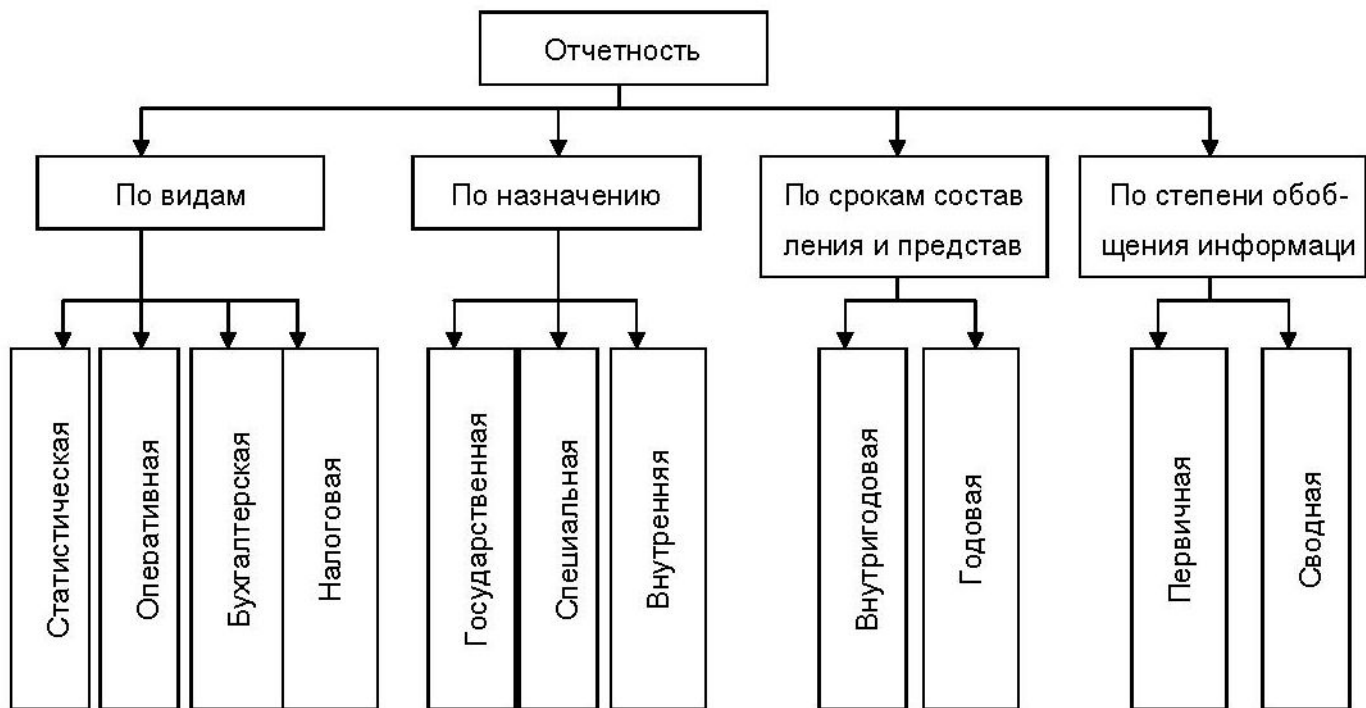 Отчетность
По видам
По назначению
По срокам состав
ления и представ
По степени обоб-
щения информаци
Статистическая
Оперативная
Бухгалтерская
Налоговая
Государственная
Специальная
Внутренняя
Внутригодовая
Годовая
Первичная
Сводная